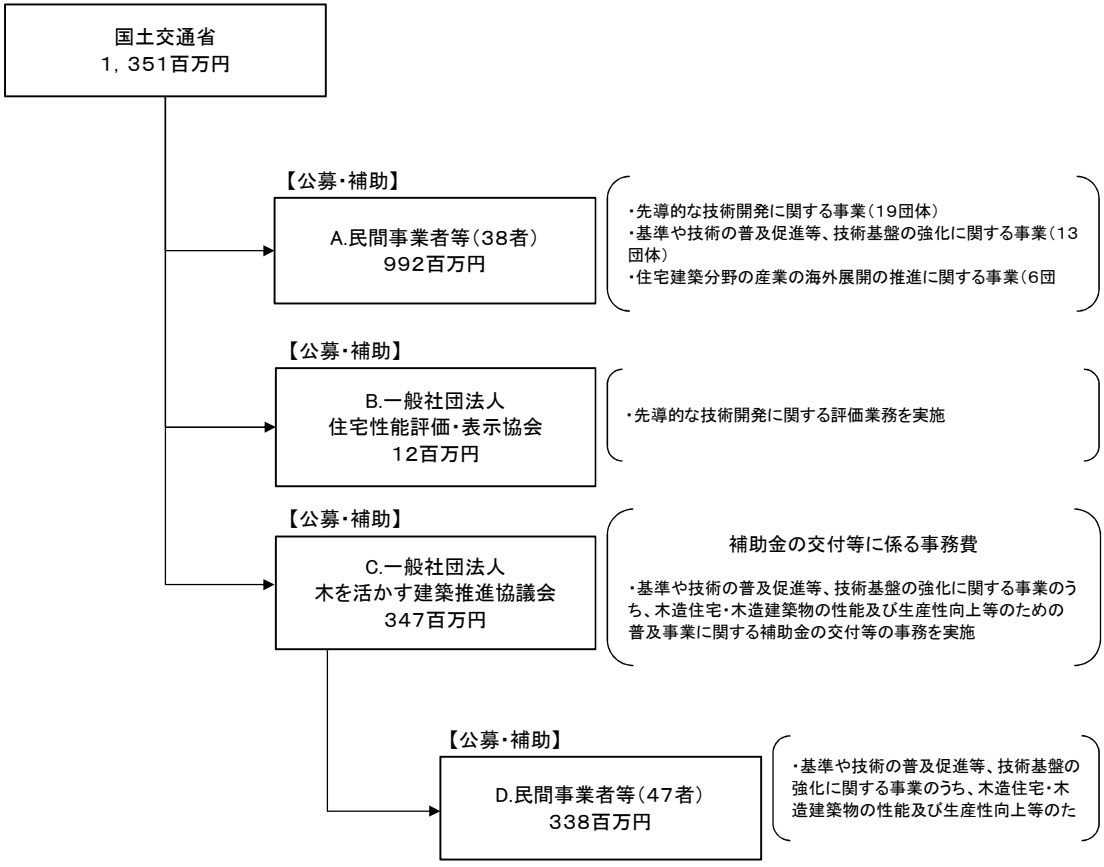 国土交通省
１，３５１百万円
【公募・補助】
A.民間事業者等（３８者）
９９２百万円
・先導的な技術開発に関する事業（１９団体）
・基準や技術の普及促進等、技術基盤の強化に関する事業（１３
団体）
・住宅建築分野の産業の海外展開の推進に関する事業（６団
【公募・補助】
B.一般社団法人
住宅性能評価・表示協会
１２百万円
・先導的な技術開発に関する評価業務を実施
【公募・補助】
C.一般社団法人
木を活かす建築推進協議会
３４７百万円
補助金の交付等に係る事務費
・基準や技術の普及促進等、技術基盤の強化に関する事業のう
ち、木造住宅・木造建築物の性能及び生産性向上等のための
普及事業に関する補助金の交付等の事務を実施
【公募・補助】
D.民間事業者等（４７者）
３３８百万円
・基準や技術の普及促進等、技術基盤の
強化に関する事業のうち、木造住宅・木
造建築物の性能及び生産性向上等のた